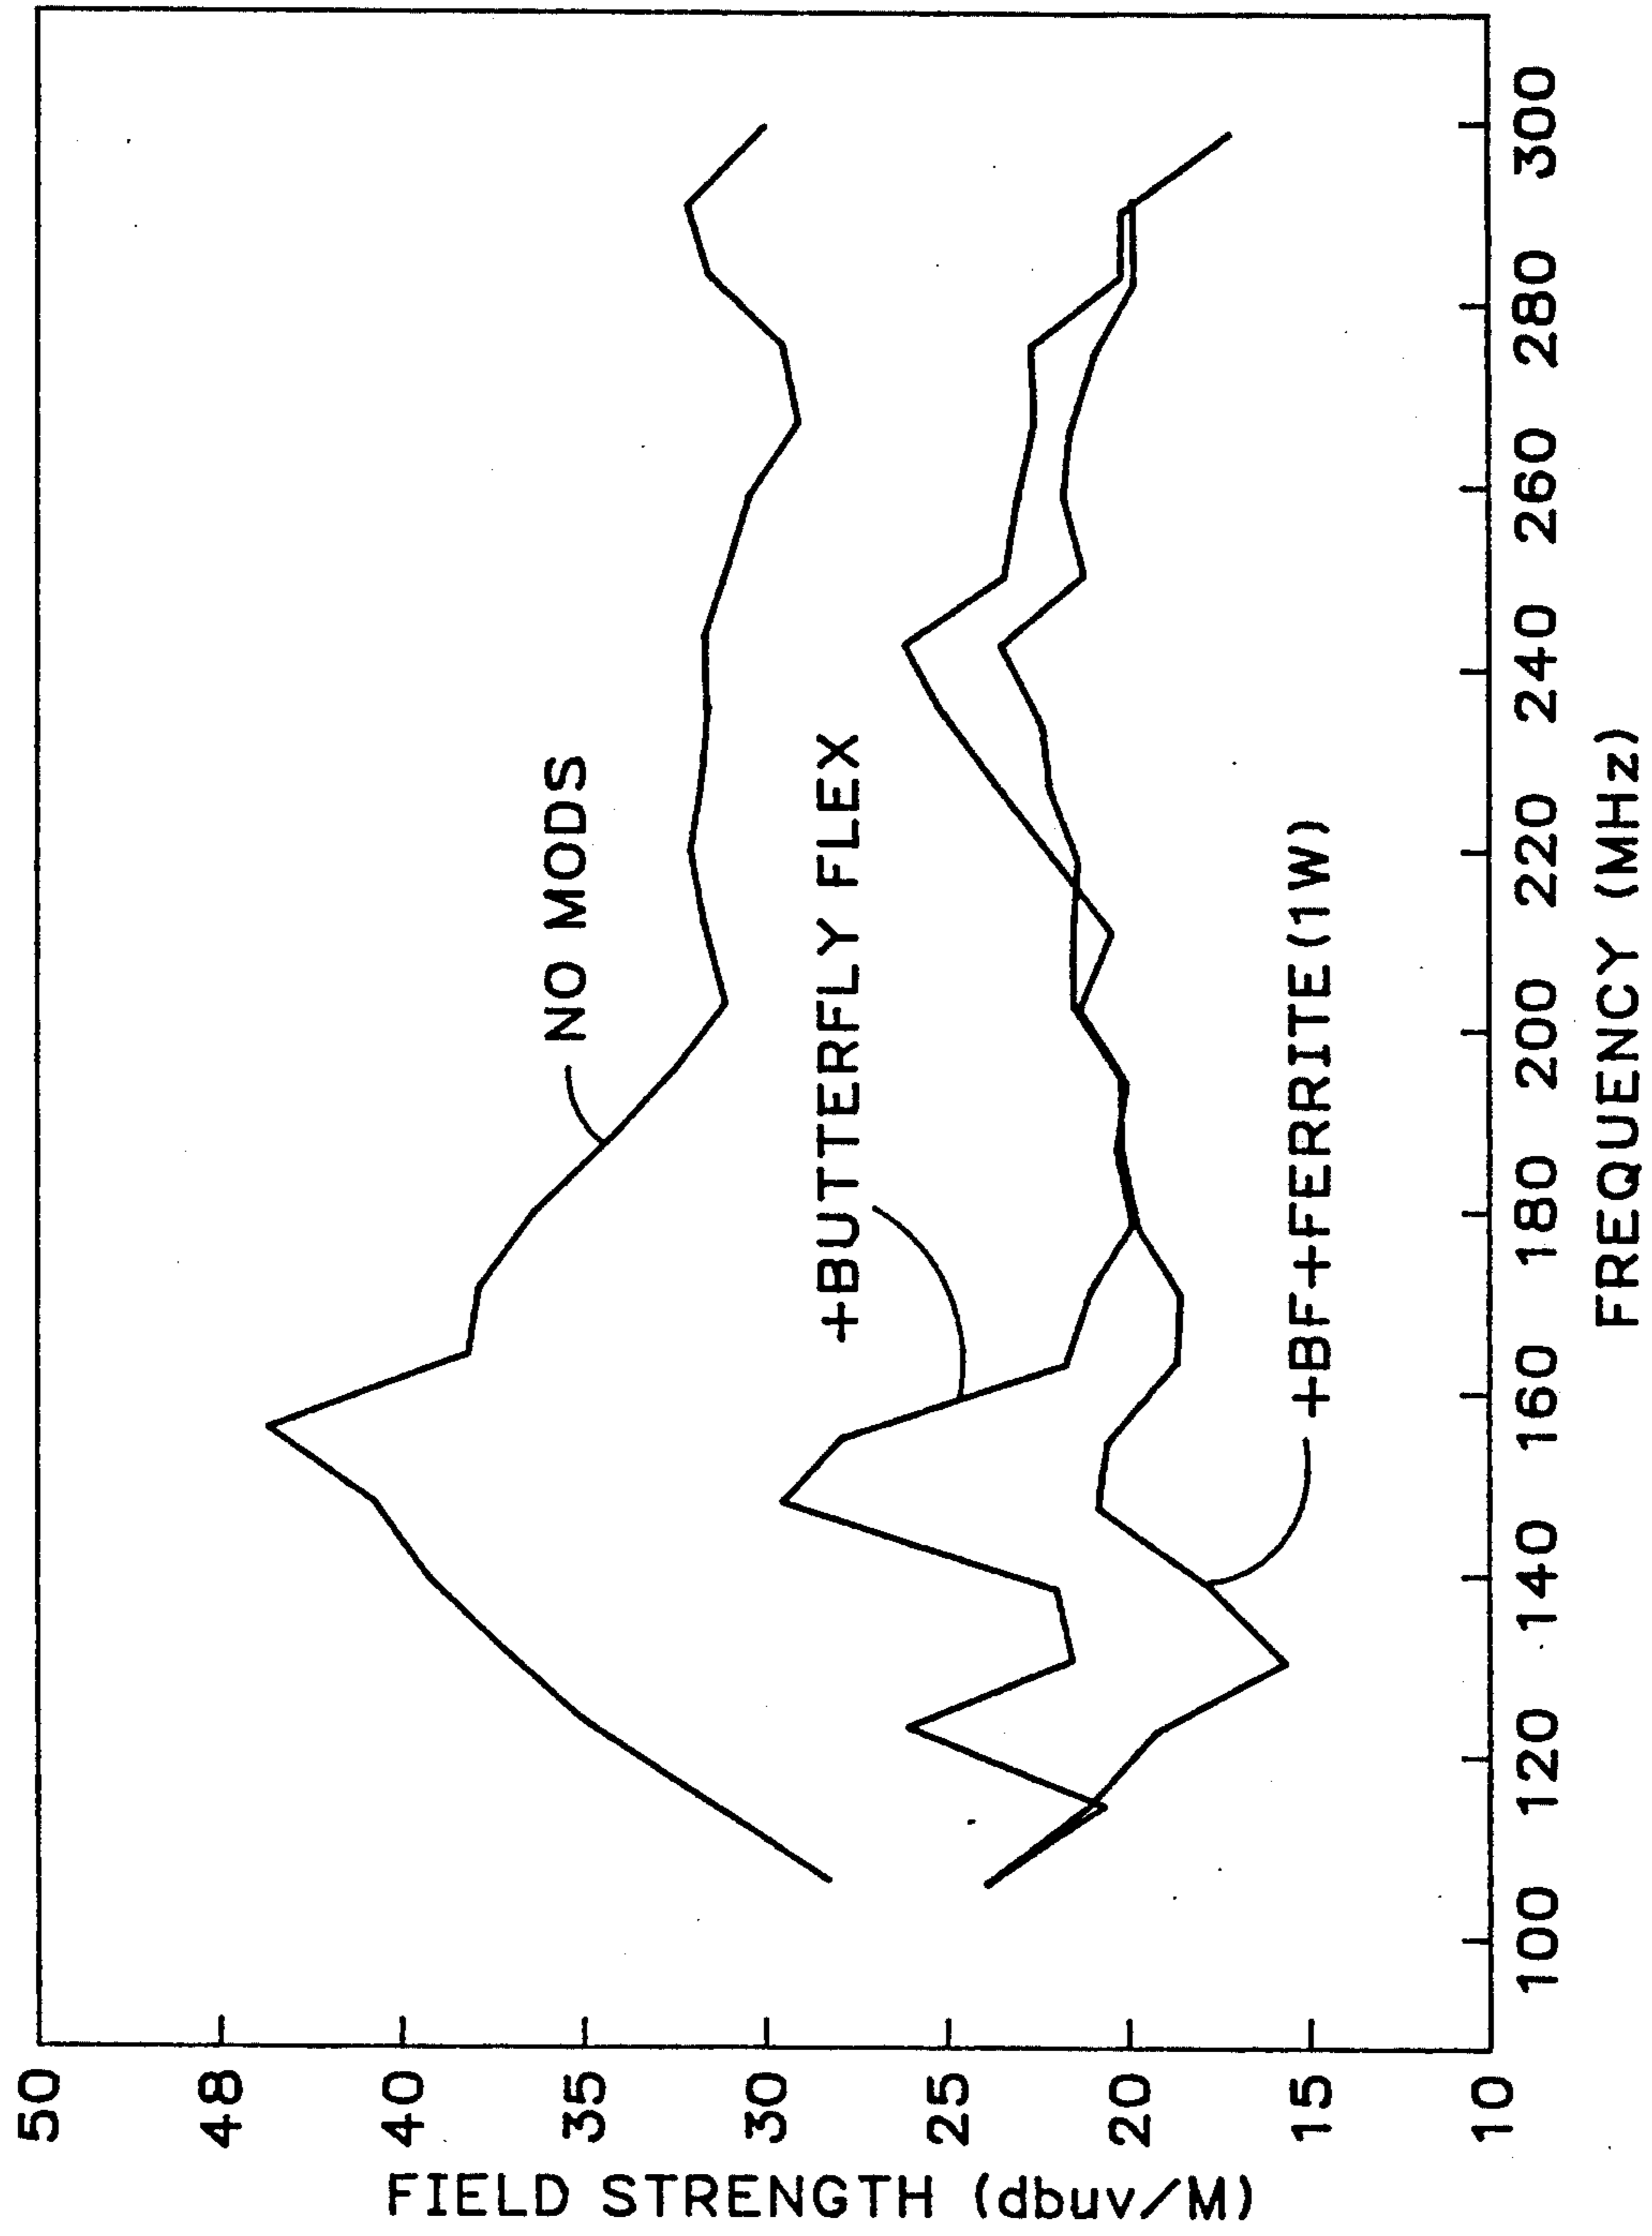 50
48
40
35
30
25
20
15
10
FIELD STRENGTH (dbuv/M)
NO MODS
+BUTTERFLY FLEX
+BF+FERRITE(1W)
100 120 140 160 180 200 220 240 260 280 300
FREQUENCY (MHz)